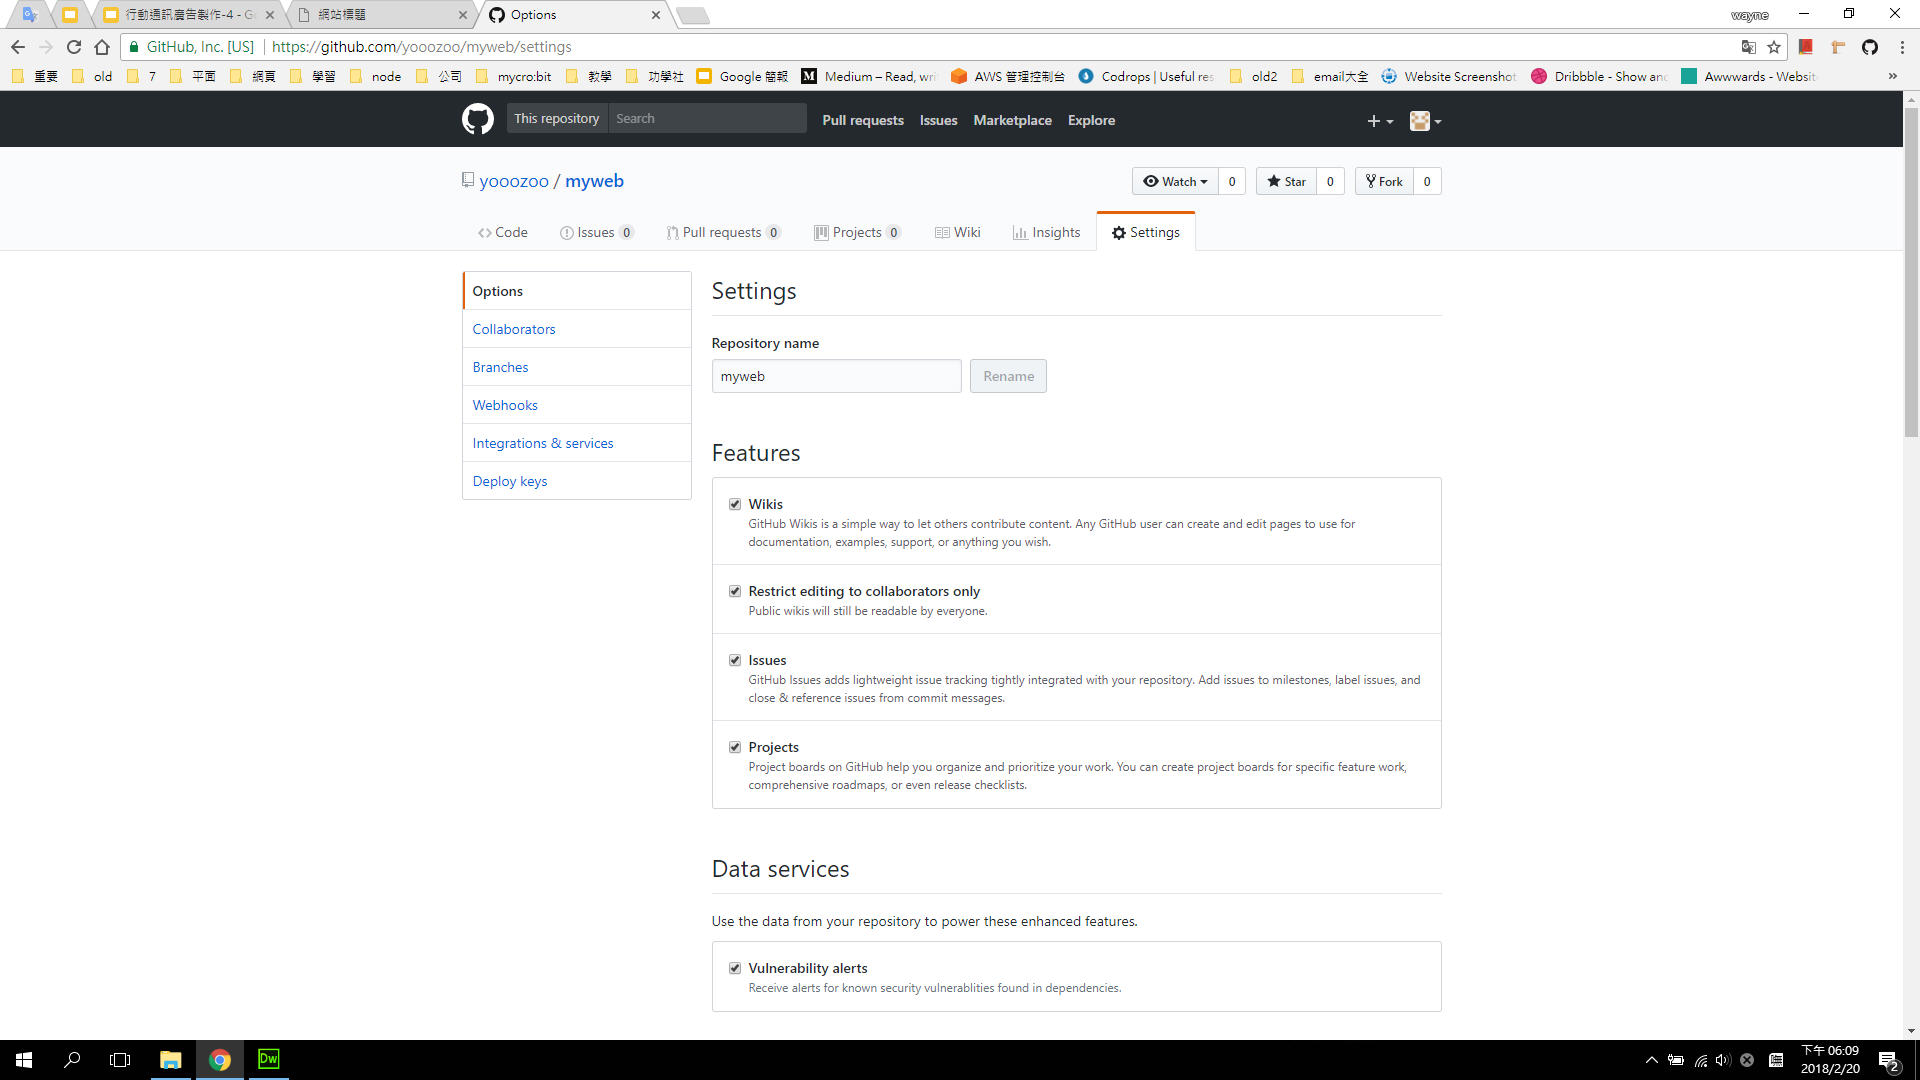 行動通訊廣告製作-4 - G
網站標題
Options
wayne
GitHub, Inc. [US] https://github.com/yooozoo/myweb/settings
重要 old 7 平面 網頁 學習 node 公司 mycro:bit 教學 功學社 Google 簡報 Medium – Read, wri AWS 管理控制台 Codrops | Useful res old2 email大全 Website Screenshot Dribbble - Show and Awwwards - Websit »
This repository Search Pull requests Issues Marketplace Explore
yooozoo / myweb
Watch 0 Star 0 Fork 0
Code Issues 0 Pull requests 0 Projects 0 Wiki Insights Settings
Options
Collaborators
Branches
Webhooks
Integrations & services
Deploy keys
Settings
Repository name
myweb Rename
Features
Wikis
GitHub Wikis is a simple way to let others contribute content. Any GitHub user can create and edit pages to use for
documentation, examples, support, or anything you wish.
Restrict editing to collaborators only
Public wikis will still be readable by everyone.
Issues
GitHub Issues adds lightweight issue tracking tightly integrated with your repository. Add issues to milestones, label issues, and
close & reference issues from commit messages.
Projects
Project boards on GitHub help you organize and prioritize your work. You can create project boards for specific feature work,
comprehensive roadmaps, or even release checklists.
Data services
Use the data from your repository to power these enhanced features.
Vulnerability alerts
Receive alerts for known security vulnerablities found in dependencies.
Dw
下午 06:09
2018/2/20
2